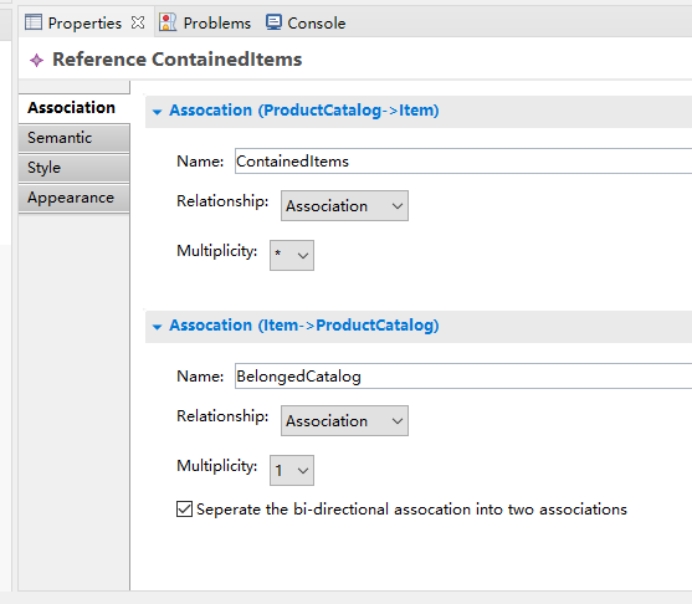 Properties Problems Console
Reference ContainedItems
Association
Semantic
Style
Appearance
Assocation (ProductCatalog->Item)
Name: ContainedItems
Relationship: Association
Multiplicity: *
Assocation (Item->ProductCatalog)
Name: BelongedCatalog
Relationship: Association
Multiplicity: 1
Seperate the bi-directional assocation into two associations